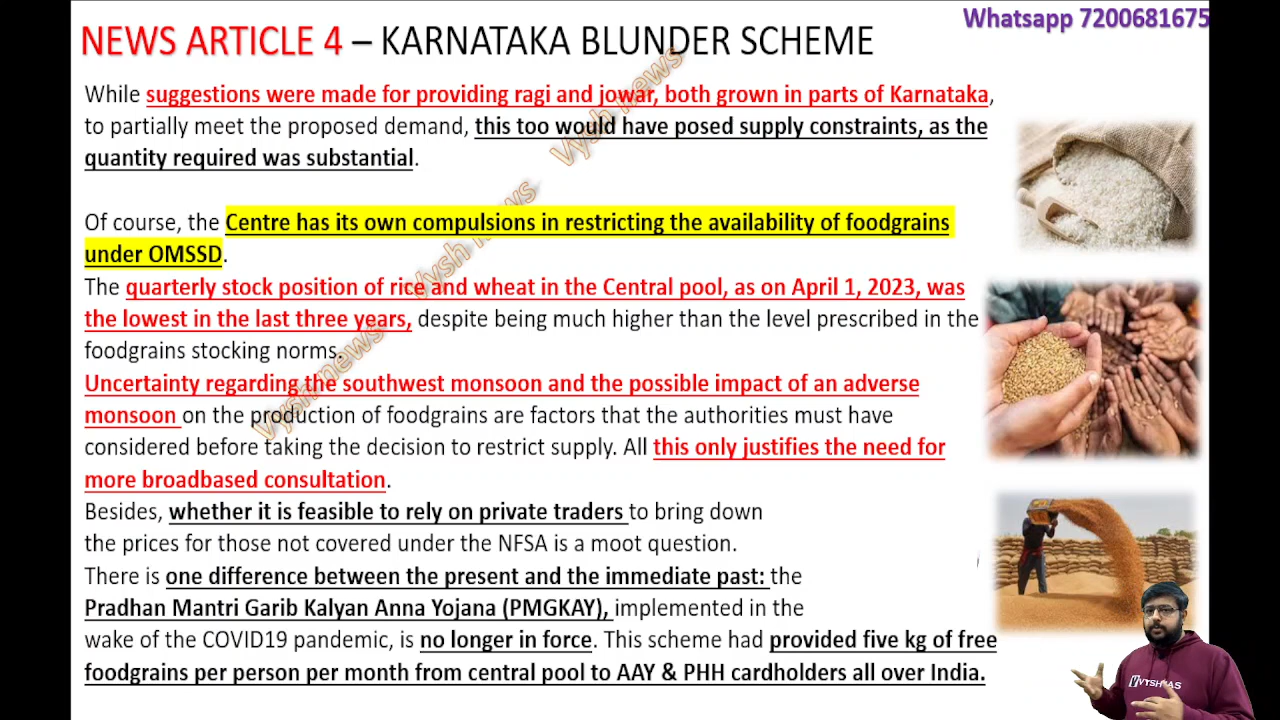 Whatsapp 7200681675
NEWS ARTICLE 4 – KARNATAKA BLUNDER SCHEME
While suggestions were made for providing ragi and jowar, both grown in parts of Karnataka,
to partially meet the proposed demand, this too would have posed supply constraints, as the
quantity required was substantial.
Of course, the Centre has its own compulsions in restricting the availability of foodgrains
under OMSSD.
The quarterly stock position of rice and wheat in the Central pool, as on April 1, 2023, was
the lowest in the last three years, despite being much higher than the level prescribed in the
foodgrains stocking norms.
Uncertainty regarding the southwest monsoon and the possible impact of an adverse
monsoon on the production of foodgrains are factors that the authorities must have
considered before taking the decision to restrict supply. All this only justifies the need for
more broadbased consultation.
Besides, whether it is feasible to rely on private traders to bring down
the prices for those not covered under the NFSA is a moot question.
There is one difference between the present and the immediate past: the
Pradhan Mantri Garib Kalyan Anna Yojana (PMGKAY), implemented in the
wake of the COVID19 pandemic, is no longer in force. This scheme had provided five kg of free
foodgrains per person per month from central pool to AAY & PHH cardholders all over India.
Vysh news
Vysh news
Vysh news